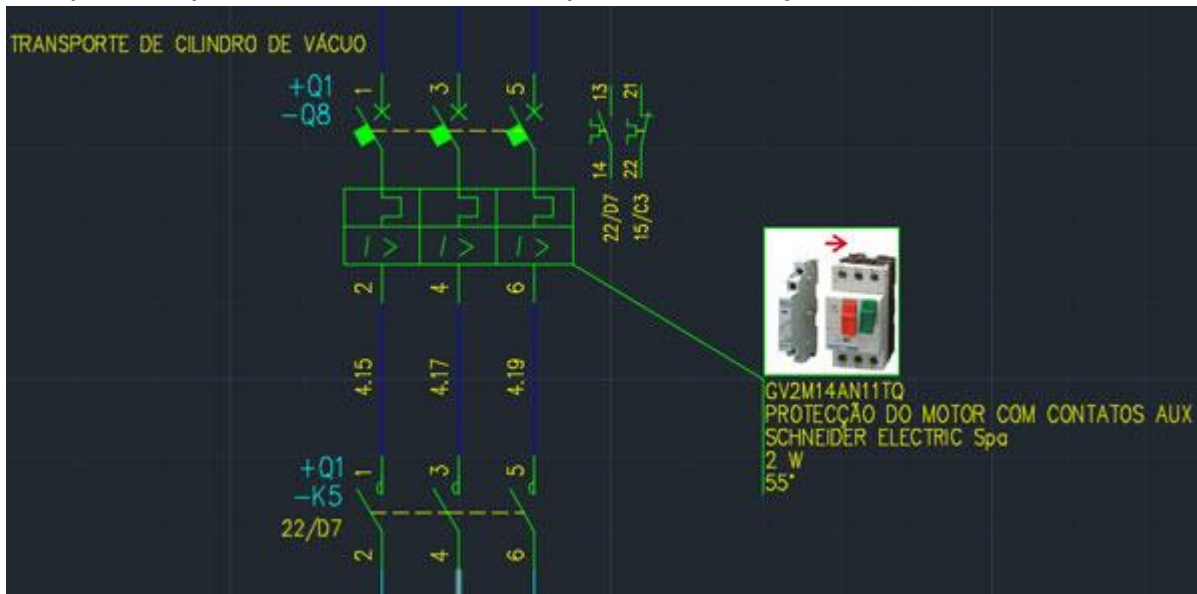 TRANSPORTE DE CILINDRO DE VÁCUO
+Q1
-Q8
1 3 5
13 21
14 22
22/D7
15/C3
I> I> I>
2 4 6
4.15 4.17 4.19
GV2M14AN11TQ
PROTECÇÃO DO MOTOR COM CONTATOS AUX
SCHNEIDER ELECTRIC Spa
2 W
55°
+Q1
-K5
22/D7
1 3 5
2 4 6